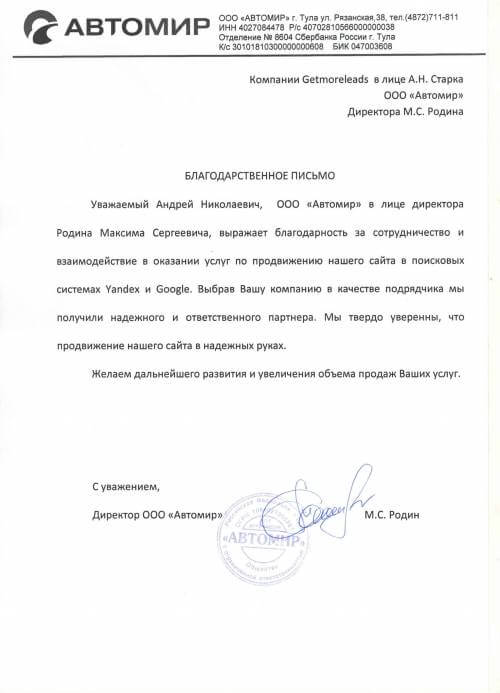 АВТОМИР
ООО «АВТОМИР» г. Тула ул. Рязанская,38, тел.(4872)711-811
ИНН 4027084478 Р/с 40702810566000000038
Отделение № 8604 Сбербанка России г. Тула
К/с 30101810300000000608 БИК 047003608
Компании Getmoreleads в лице А.Н. Старка
ООО «Автомир»
Директора М.С. Родина
БЛАГОДАРСТВЕННОЕ ПИСЬМО
Уважаемый Андрей Николаевич, ООО «Автомир» в лице директора
Родина Максима Сергеевича, выражает благодарность за сотрудничество и
взаимодействие в оказании услуг по продвижению нашего сайта в поисковых
системах Yandex и Google. Выбрав Вашу компанию в качестве подрядчика мы
получили надежного и ответственного партнера. Мы твердо уверенны, что
продвижение нашего сайта в надежных руках.
Желаем дальнейшего развития и увеличения объема продаж Ваших услуг.
С уважением,
Директор ООО «Автомир»
М.С. Родин
«АВТОМИР»
Общество
с ограниченной ответственностью